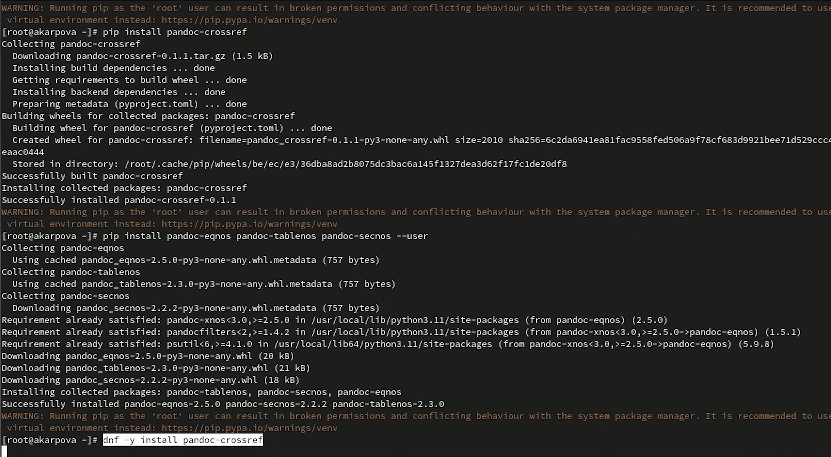 WARNING: Running pip as the 'root' user can result in broken permissions and conflicting behaviour with the system package manager. It is recommended to use
 virtual environment instead: https://pip.pypa.io/warnings/venv
[root@akarpova ~]# pip install pandoc-crossref
Collecting pandoc-crossref
  Downloading pandoc-crossref-0.1.1.tar.gz (1.5 kB)
  Installing build dependencies ... done
  Getting requirements to build wheel ... done
  Installing backend dependencies ... done
  Preparing metadata (pyproject.toml) ... done
Building wheels for collected packages: pandoc-crossref
  Building wheel for pandoc-crossref (pyproject.toml) ... done
  Created wheel for pandoc-crossref: filename=pandoc_crossref-0.1.1-py3-none-any.whl size=2010 sha256=6c2da6941ea81fac9558fed506a9f78cf683d9921bee71d529ccc4
eaac0444
  Stored in directory: /root/.cache/pip/wheels/be/ec/e3/36dba8ad2b8075dc3bac6a145f1327dea3d62f17fc1de20df8
Successfully built pandoc-crossref
Installing collected packages: pandoc-crossref
Successfully installed pandoc-crossref-0.1.1
WARNING: Running pip as the 'root' user can result in broken permissions and conflicting behaviour with the system package manager. It is recommended to use
 virtual environment instead: https://pip.pypa.io/warnings/venv
[root@akarpova ~]# pip install pandoc-eqnos pandoc-tablenos pandoc-secnos --user
Collecting pandoc-eqnos
  Using cached pandoc_eqnos-2.5.0-py3-none-any.whl.metadata (757 bytes)
Collecting pandoc-tablenos
  Using cached pandoc_tablenos-2.3.0-py3-none-any.whl.metadata (757 bytes)
Collecting pandoc-secnos
  Downloading pandoc_secnos-2.2.2-py3-none-any.whl.metadata (757 bytes)
Requirement already satisfied: pandoc-xnos<3.0,>=2.5.0 in /usr/local/lib/python3.11/site-packages (from pandoc-eqnos) (2.5.0)
Requirement already satisfied: pandocfilters<2,>=1.4.2 in /usr/local/lib/python3.11/site-packages (from pandoc-xnos<3.0,>=2.5.0->pandoc-eqnos) (1.5.1)
Requirement already satisfied: psutil<6,>=4.1.0 in /usr/local/lib64/python3.11/site-packages (from pandoc-xnos<3.0,>=2.5.0->pandoc-eqnos) (5.9.8)
Downloading pandoc_eqnos-2.5.0-py3-none-any.whl (20 kB)
Downloading pandoc_tablenos-2.3.0-py3-none-any.whl (21 kB)
Downloading pandoc_secnos-2.2.2-py3-none-any.whl (18 kB)
Installing collected packages: pandoc-tablenos, pandoc-secnos, pandoc-eqnos
Successfully installed pandoc-eqnos-2.5.0 pandoc-secnos-2.2.2 pandoc-tablenos-2.3.0
WARNING: Running pip as the 'root' user can result in broken permissions and conflicting behaviour with the system package manager. It is recommended to use
 virtual environment instead: https://pip.pypa.io/warnings/venv
[root@akarpova ~]# dnf -y install pandoc-crossref